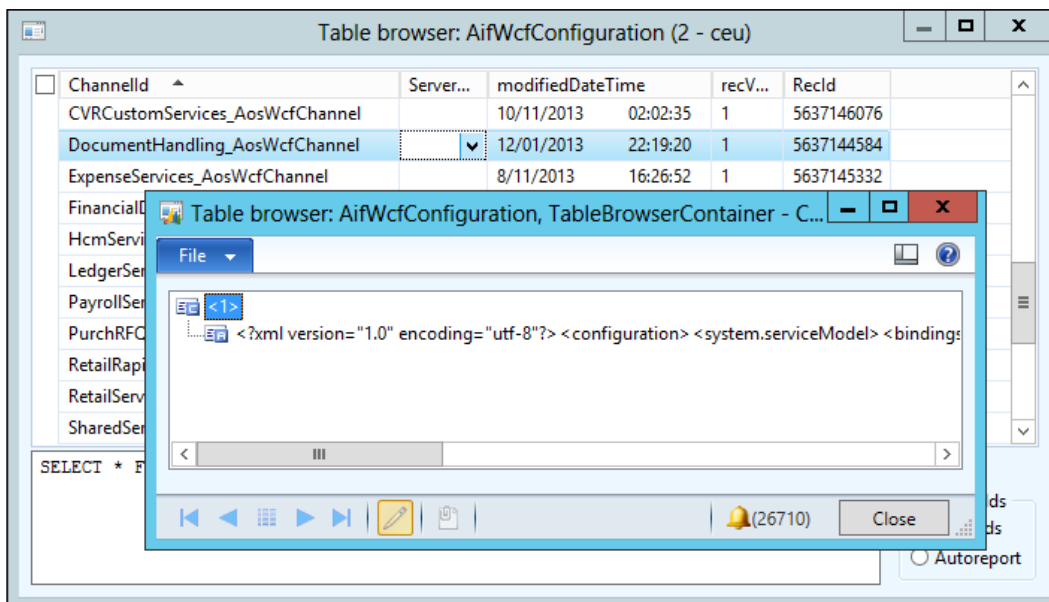 Table browser: AifWcfConfiguration (2 - ceu)
ChannelId Server... modifiedDateTime recV... RecId
CVRCustomServices_AosWcfChannel 10/11/2013 02:02:35 1 5637146076
DocumentHandling_AosWcfChannel 12/01/2013 22:19:20 1 5637144584
ExpenseServices_AosWcfChannel 8/11/2013 16:26:52 1 5637145332
FinancialD
Table browser: AifWcfConfiguration, TableBrowserContainer - C...
HcmServi
File
LedgerSer
PayrollSer
<1>
PurchRFQ
<?xml version="1.0" encoding="utf-8"?> <configuration> <system.serviceModel> <bindings
RetailRapi
RetailServ
SharedSer
SELECT * F
lds
(26710)
Close
ds
Autoreport